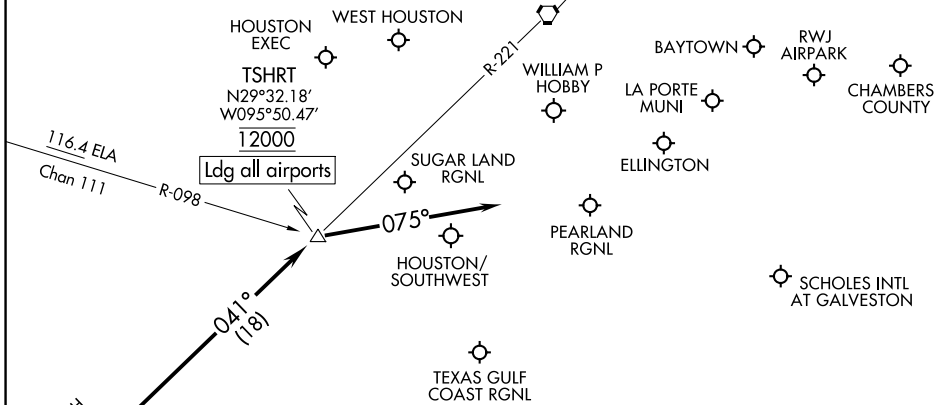 WEST HOUSTON
HOUSTON
EXEC
TSHRT
N29°32.18'
W095°50.47'
12000
Ldg all airports
R-221
WILLIAM P
HOBBY
BAYTOWN
RWJ
AIRPARK
LA PORTE
MUNI
CHAMBERS
COUNTY
ELLINGTON
116.4 ELA
Chan 111
R-098
SUGAR LAND
RGNL
075°
HOUSTON/
SOUTHWEST
PEARLAND
RGNL
SCHOLES INTL
AT GALVESTON
041°
(18)
TEXAS GULF
COAST RGNL